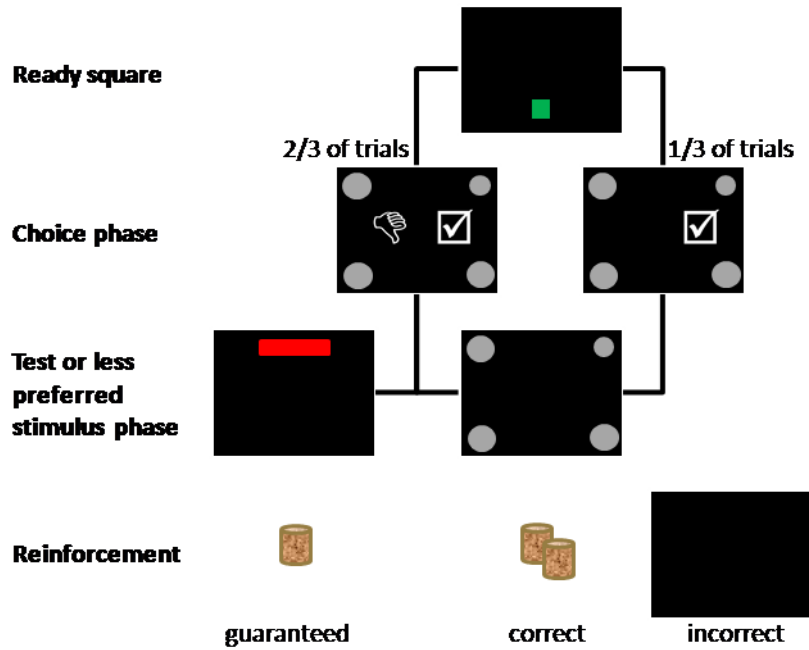 Ready square
2/3 of trials
1/3 of trials
Choice phase
Test or less
preferred
stimulus phase
Reinforcement
guaranteed
correct
incorrect